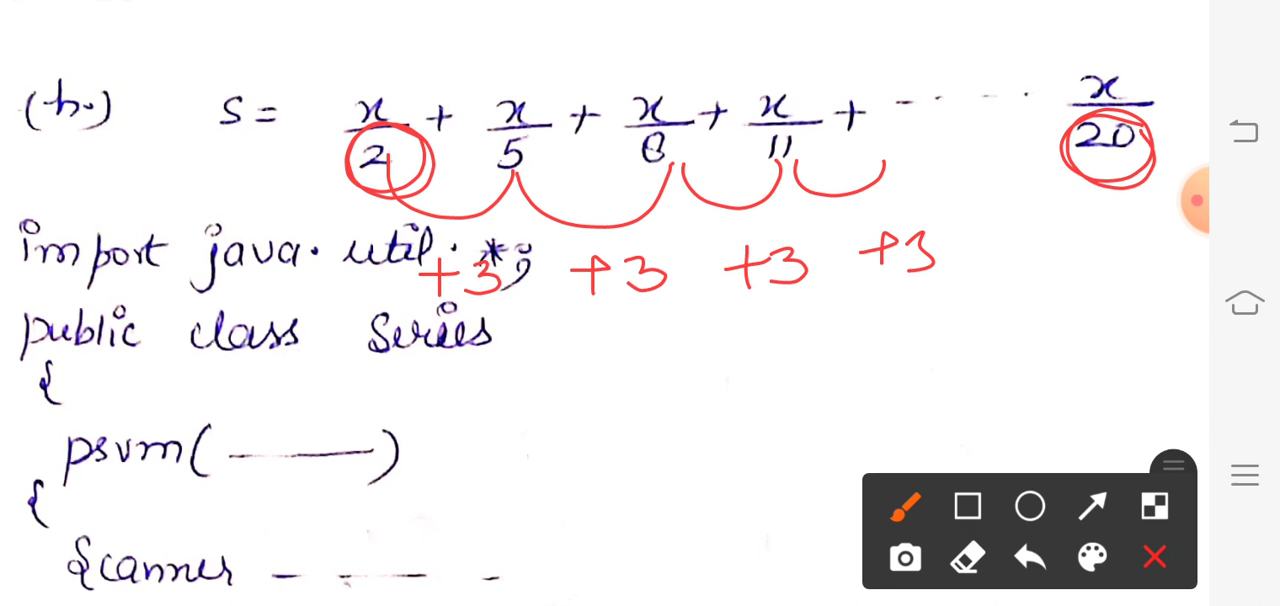 (h.) S = x/2 + x/5 + x/8 + x/11 + - · - - · x/20
import java.util.*;
+3 +3 +3 +3
public class Series
{
psvm( ——— )
{
Scanner - - — -